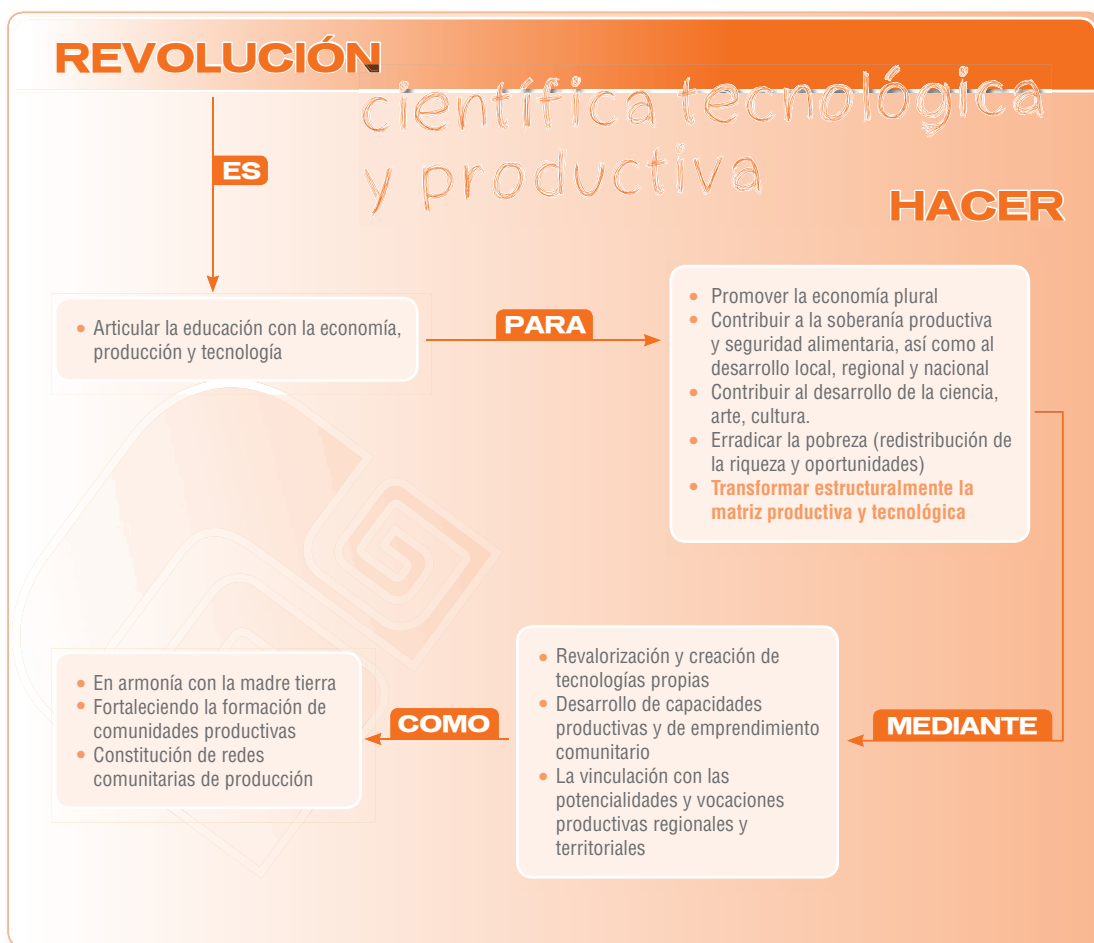 REVOLUCIÓN
científica tecnológica
y productiva
HACER
ES
• Articular la educación con la economía,
producción y tecnología
PARA
• Promover la economía plural
• Contribuir a la soberanía productiva
y seguridad alimentaria, así como al
desarrollo local, regional y nacional
• Contribuir al desarrollo de la ciencia,
arte, cultura.
• Erradicar la pobreza (redistribución de
la riqueza y oportunidades)
• Transformar estructuralmente la
matriz productiva y tecnológica
MEDIANTE
• Revalorización y creación de
tecnologías propias
• Desarrollo de capacidades
productivas y de emprendimiento
comunitario
• La vinculación con las
potencialidades y vocaciones
productivas regionales y
territoriales
COMO
• En armonía con la madre tierra
• Fortaleciendo la formación de
comunidades productivas
• Constitución de redes
comunitarias de producción